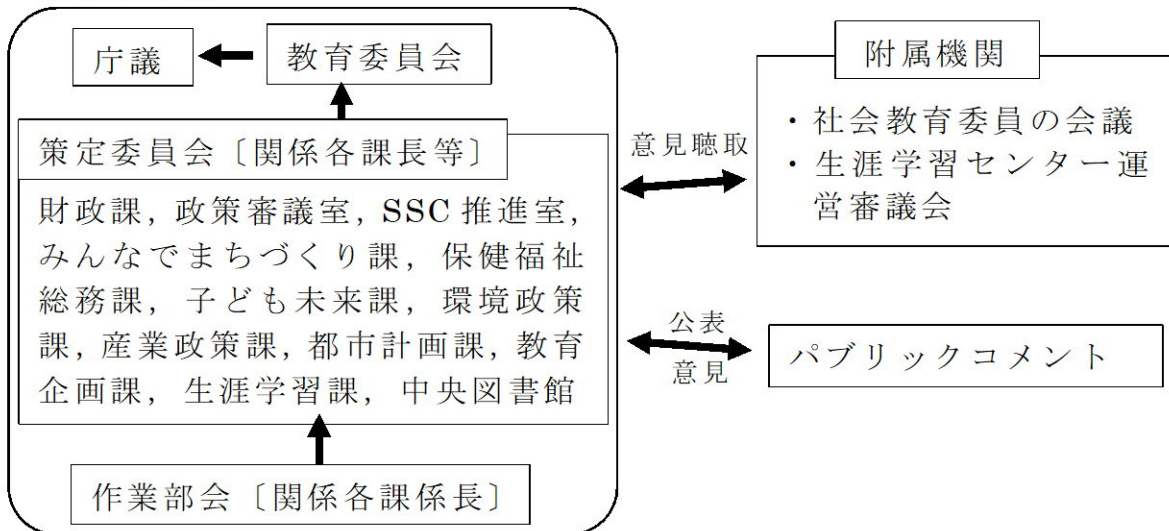 庁議
教育委員会
策定委員会〔関係各課長等〕
財政課，政策審議室，SSC 推進室，
みんなでまちづくり課，保健福祉
総務課，子ども未来課，環境政策
課，産業政策課，都市計画課，教育
企画課，生涯学習課，中央図書館
作業部会〔関係各課係長〕
意見聴取
附属機関
・社会教育委員の会議
・生涯学習センター運
営審議会
公表
意見
パブリックコメント